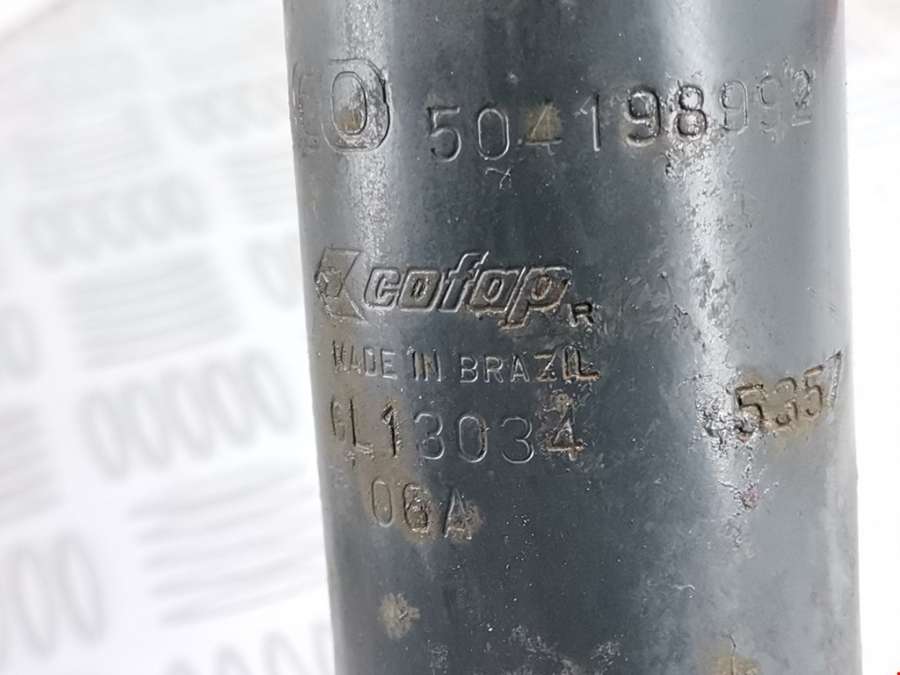 504198992
cofap R
MADE IN BRAZIL
GL13034 5357
06A